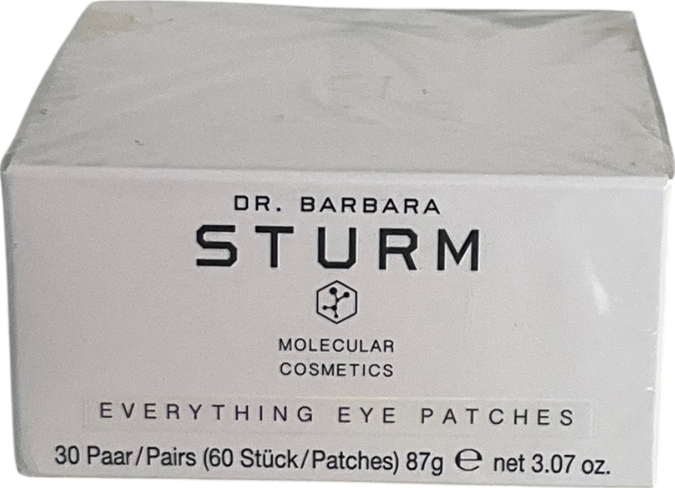 DR. BARBARA
STURM
MOLECULAR
COSMETICS
EVERYTHING EYE PATCHES
30 Paar/Pairs (60 Stück/Patches) 87g ℮ net 3.07 oz.